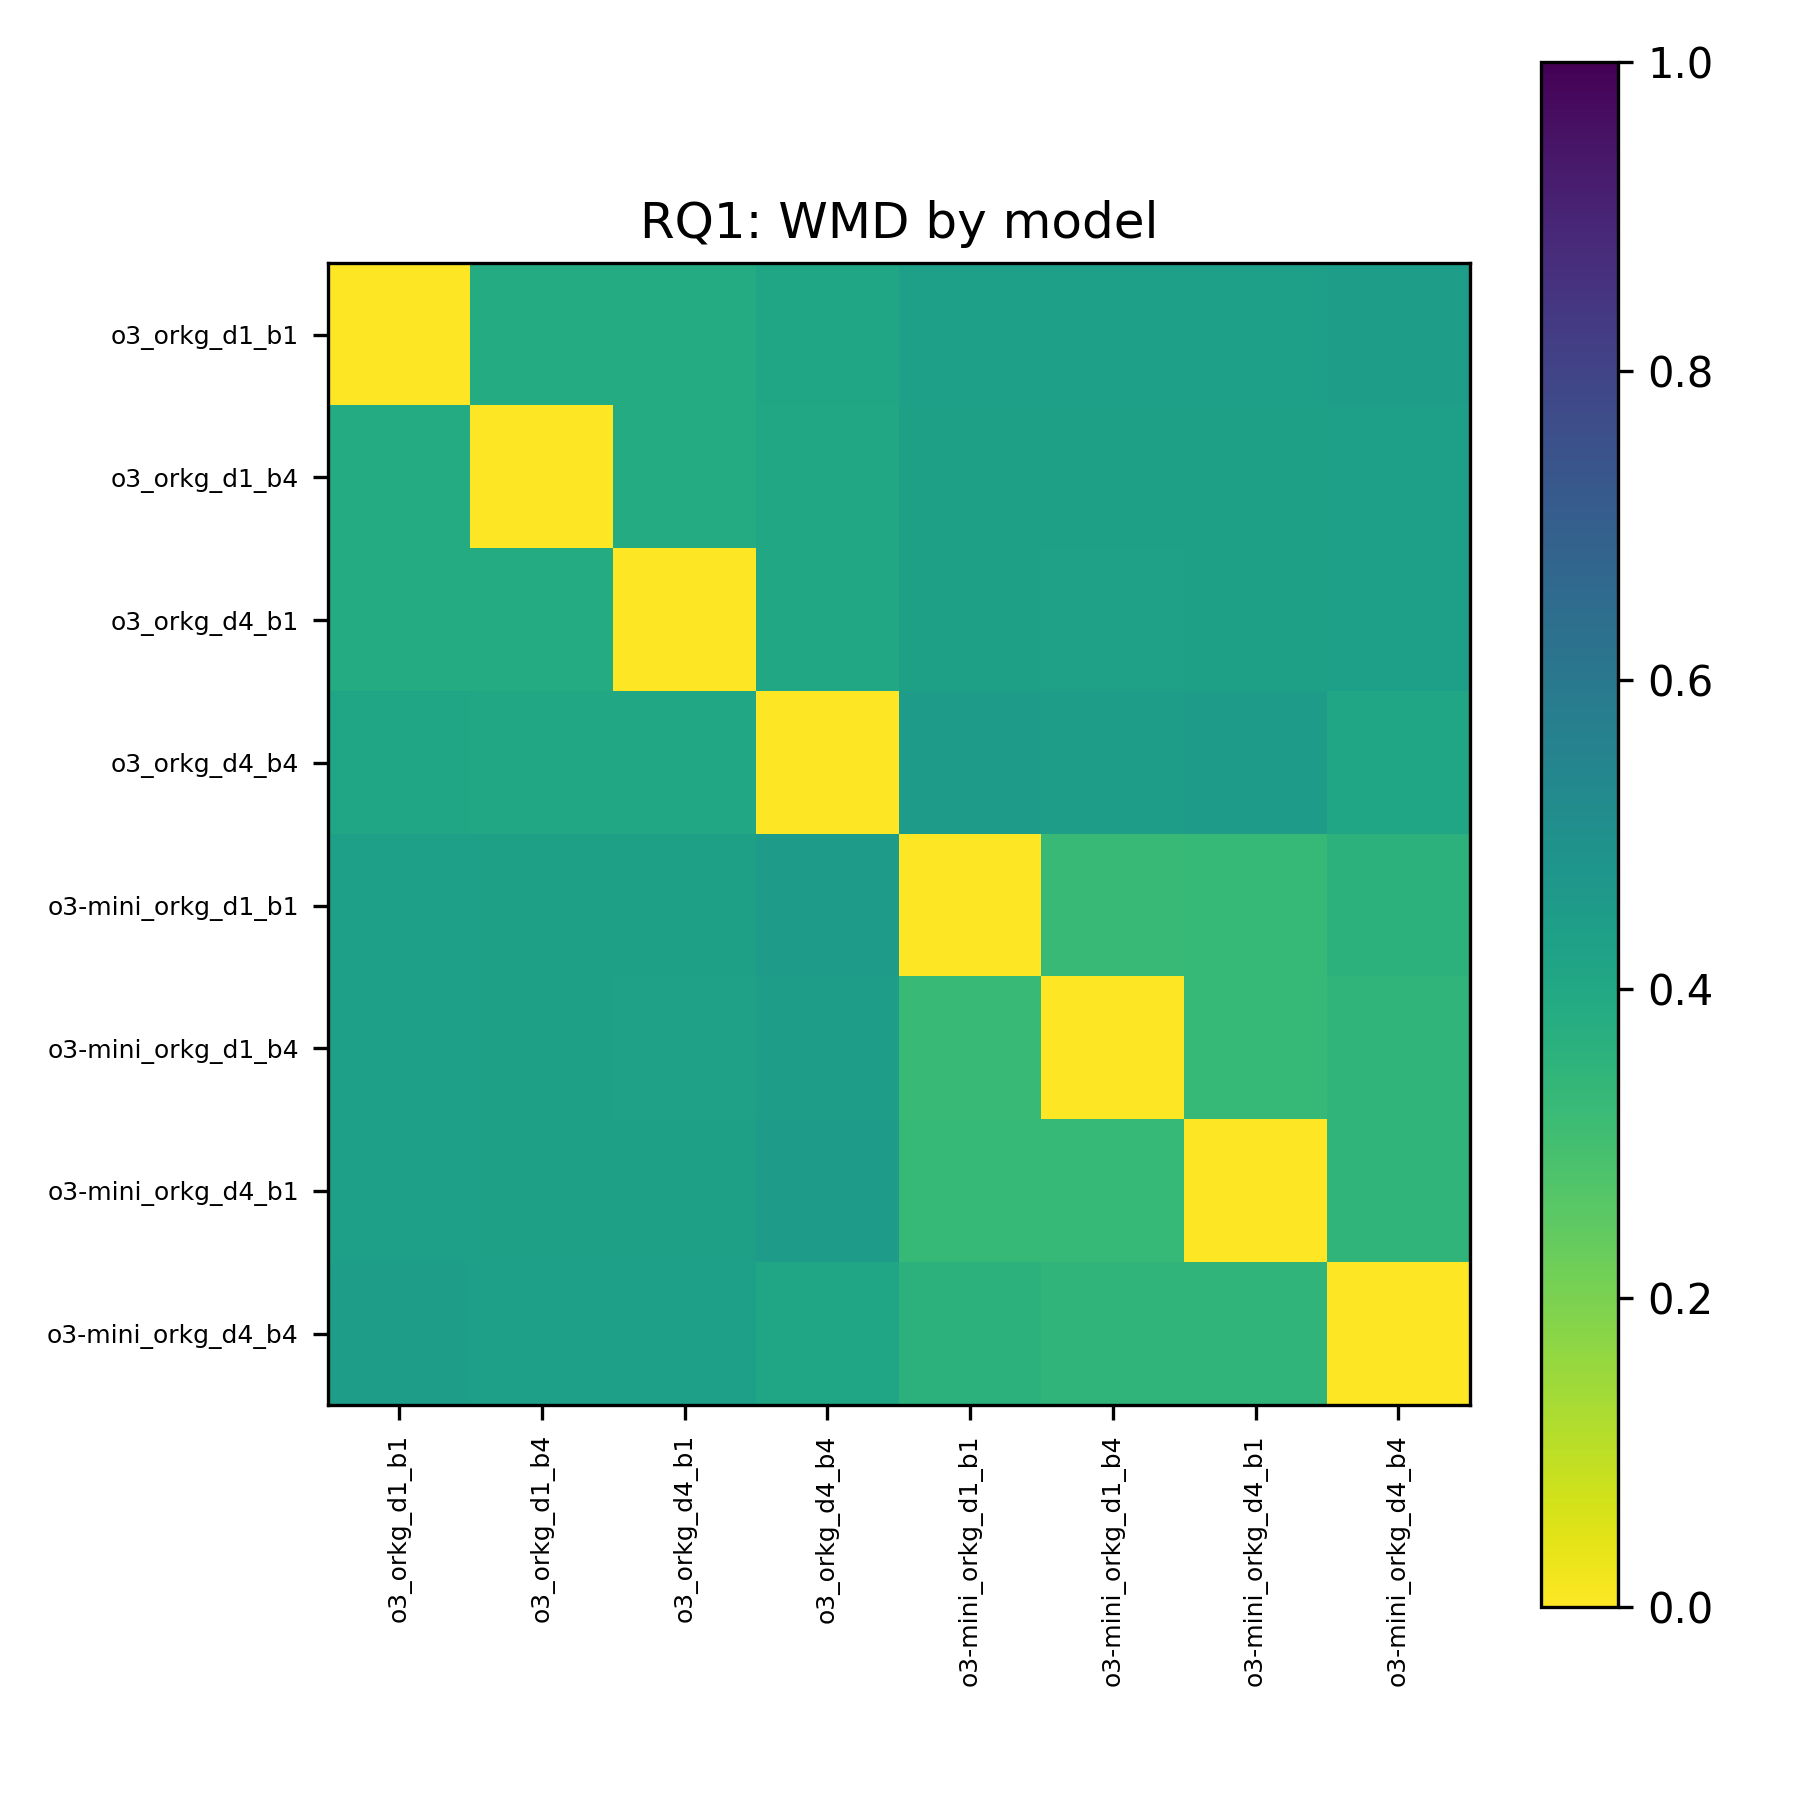 RQ1: WMD by model
o3_orkg_d1_b1
o3_orkg_d1_b4
o3_orkg_d4_b1
o3_orkg_d4_b4
o3-mini_orkg_d1_b1
o3-mini_orkg_d1_b4
o3-mini_orkg_d4_b1
o3-mini_orkg_d4_b4
o3_orkg_d1_b1
o3_orkg_d1_b4
o3_orkg_d4_b1
o3_orkg_d4_b4
o3-mini_orkg_d1_b1
o3-mini_orkg_d1_b4
o3-mini_orkg_d4_b1
o3-mini_orkg_d4_b4
1.0
0.8
0.6
0.4
0.2
0.0